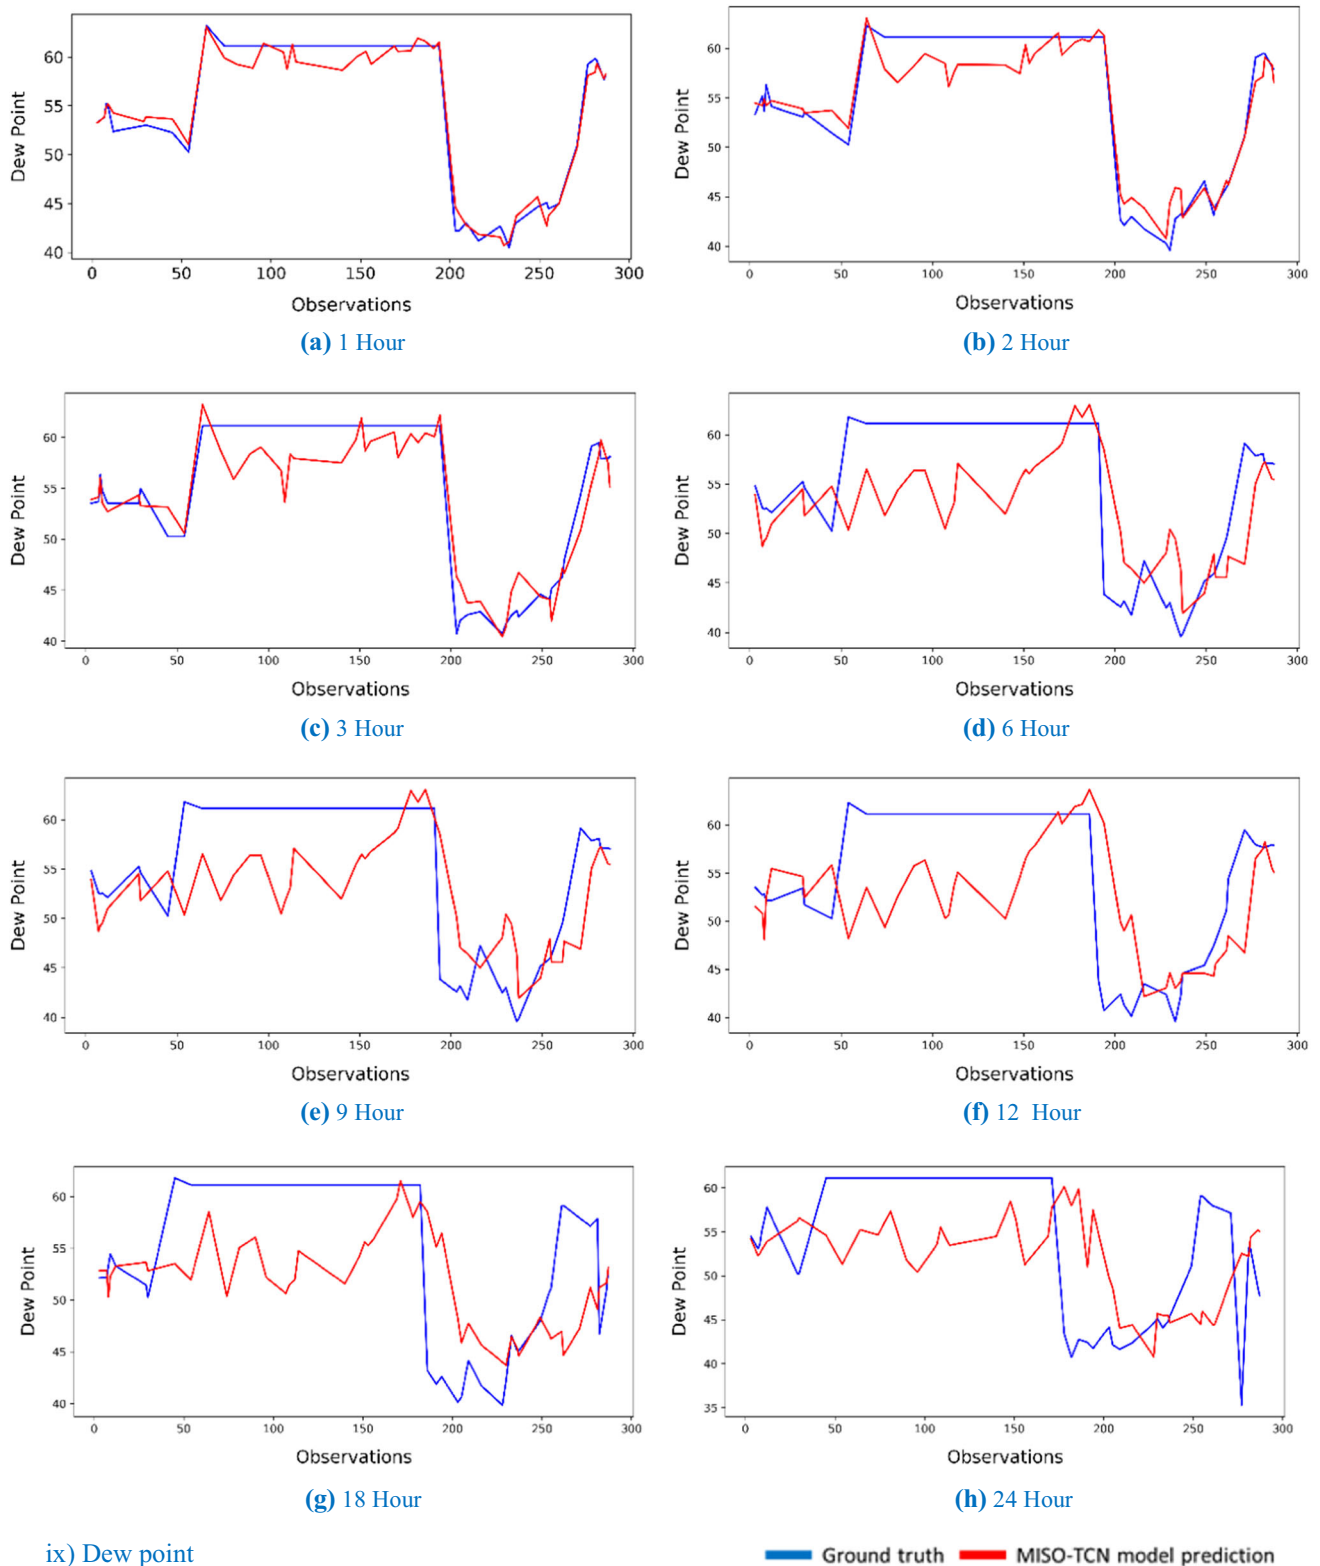 Dew Point
60
55
50
45
40
0 50 100 150 200 250 300
Observations
(a) 1 Hour
Dew Point
60
55
50
45
40
0 50 100 150 200 250 300
Observations
(b) 2 Hour
Dew Point
60
55
50
45
40
0 50 100 150 200 250 300
Observations
(c) 3 Hour
Dew Point
60
55
50
45
40
0 50 100 150 200 250 300
Observations
(d) 6 Hour
Dew Point
60
55
50
45
40
0 50 100 150 200 250 300
Observations
(e) 9 Hour
Dew Point
60
55
50
45
40
0 50 100 150 200 250 300
Observations
(f) 12 Hour
Dew Point
60
55
50
45
40
0 50 100 150 200 250 300
Observations
(g) 18 Hour
Dew Point
60
55
50
45
40
35
0 50 100 150 200 250 300
Observations
(h) 24 Hour
ix) Dew point
Ground truth MISO-TCN model prediction